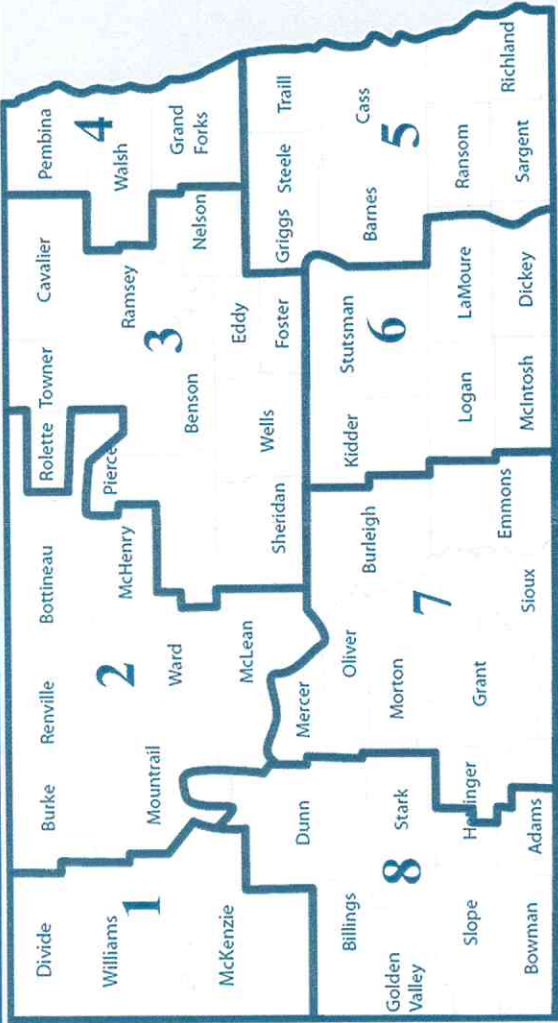 Divide
Williams
1
McKenzie
Burke
Renville
Bottineau
Mountrail
2
Ward
McHenry
McLean
Rolette
Towner
Cavalier
Pierce
3
Ramsey
Benson
Nelson
Eddy
Sheridan
Wells
Foster
Pembina
4
Walsh
Grand
Forks
Griggs
Steele
Traill
Barnes
Cass
5
Ransom
Sargent
Richland
Kidder
Stutsman
6
Logan
LaMoure
McIntosh
Dickey
Mercer
Oliver
Burleigh
Morton
7
Grant
Sioux
Emmons
Dunn
Billings
Golden
Valley
8
Stark
Slope
Hettinger
Bowman
Adams